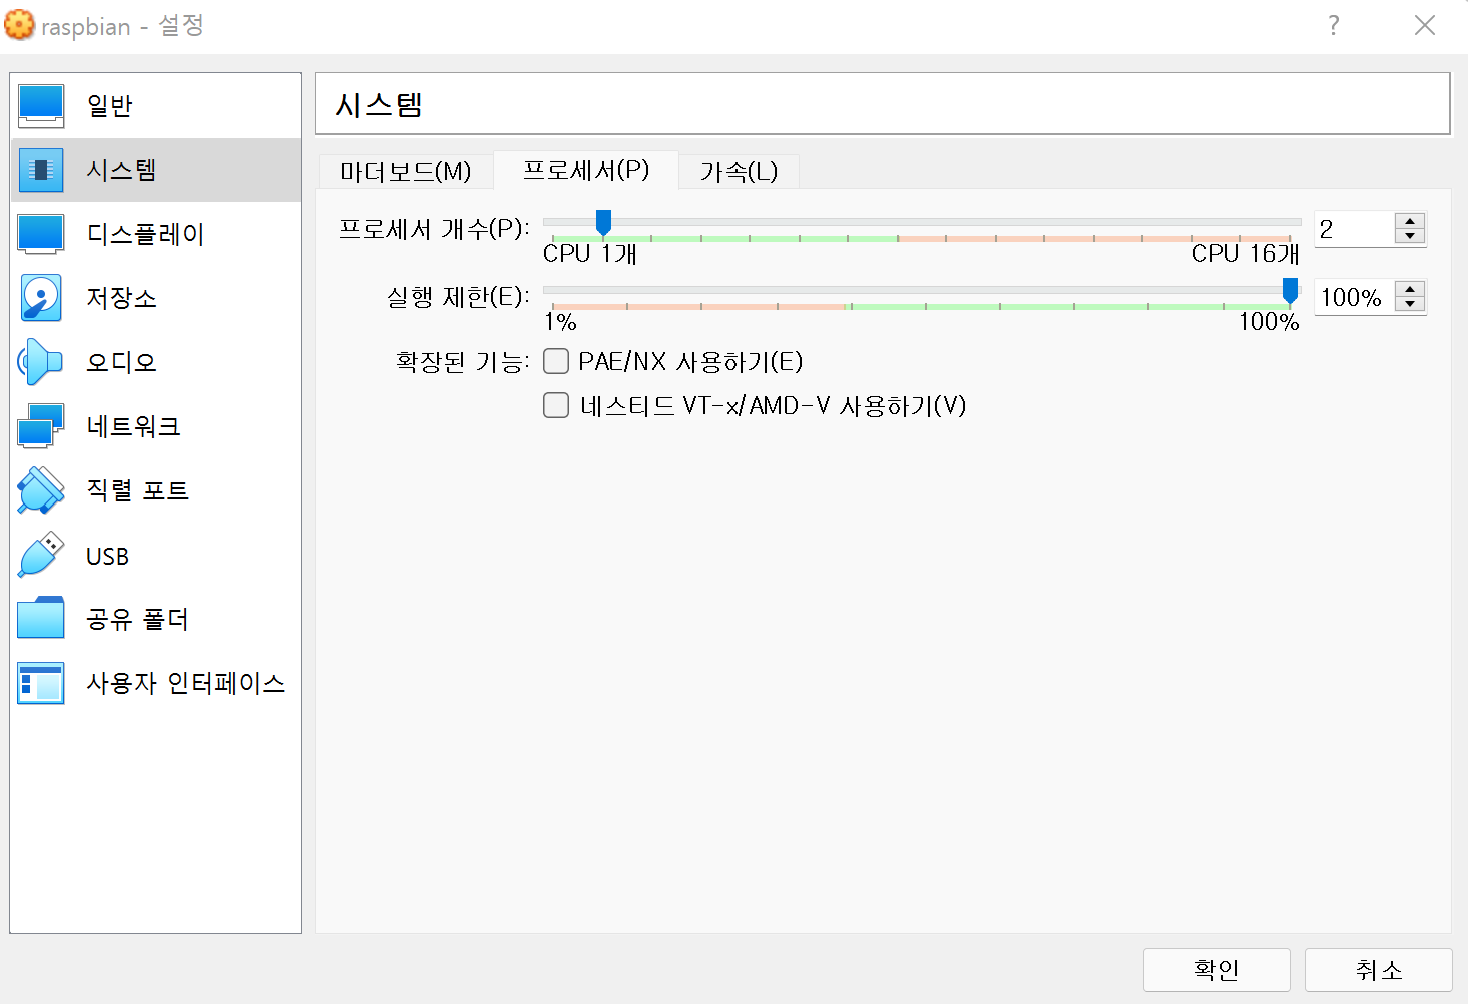 raspbian - 설정
일반
시스템
디스플레이
저장소
오디오
네트워크
직렬 포트
USB
공유 폴더
사용자 인터페이스
시스템
마더보드(M) 프로세서(P) 가속(L)
프로세서 개수(P): 2
CPU 1개 CPU 16개
실행 제한(E): 100%
1% 100%
확장된 기능: PAE/NX 사용하기(E)
네스티드 VT-x/AMD-V 사용하기(V)
확인 취소